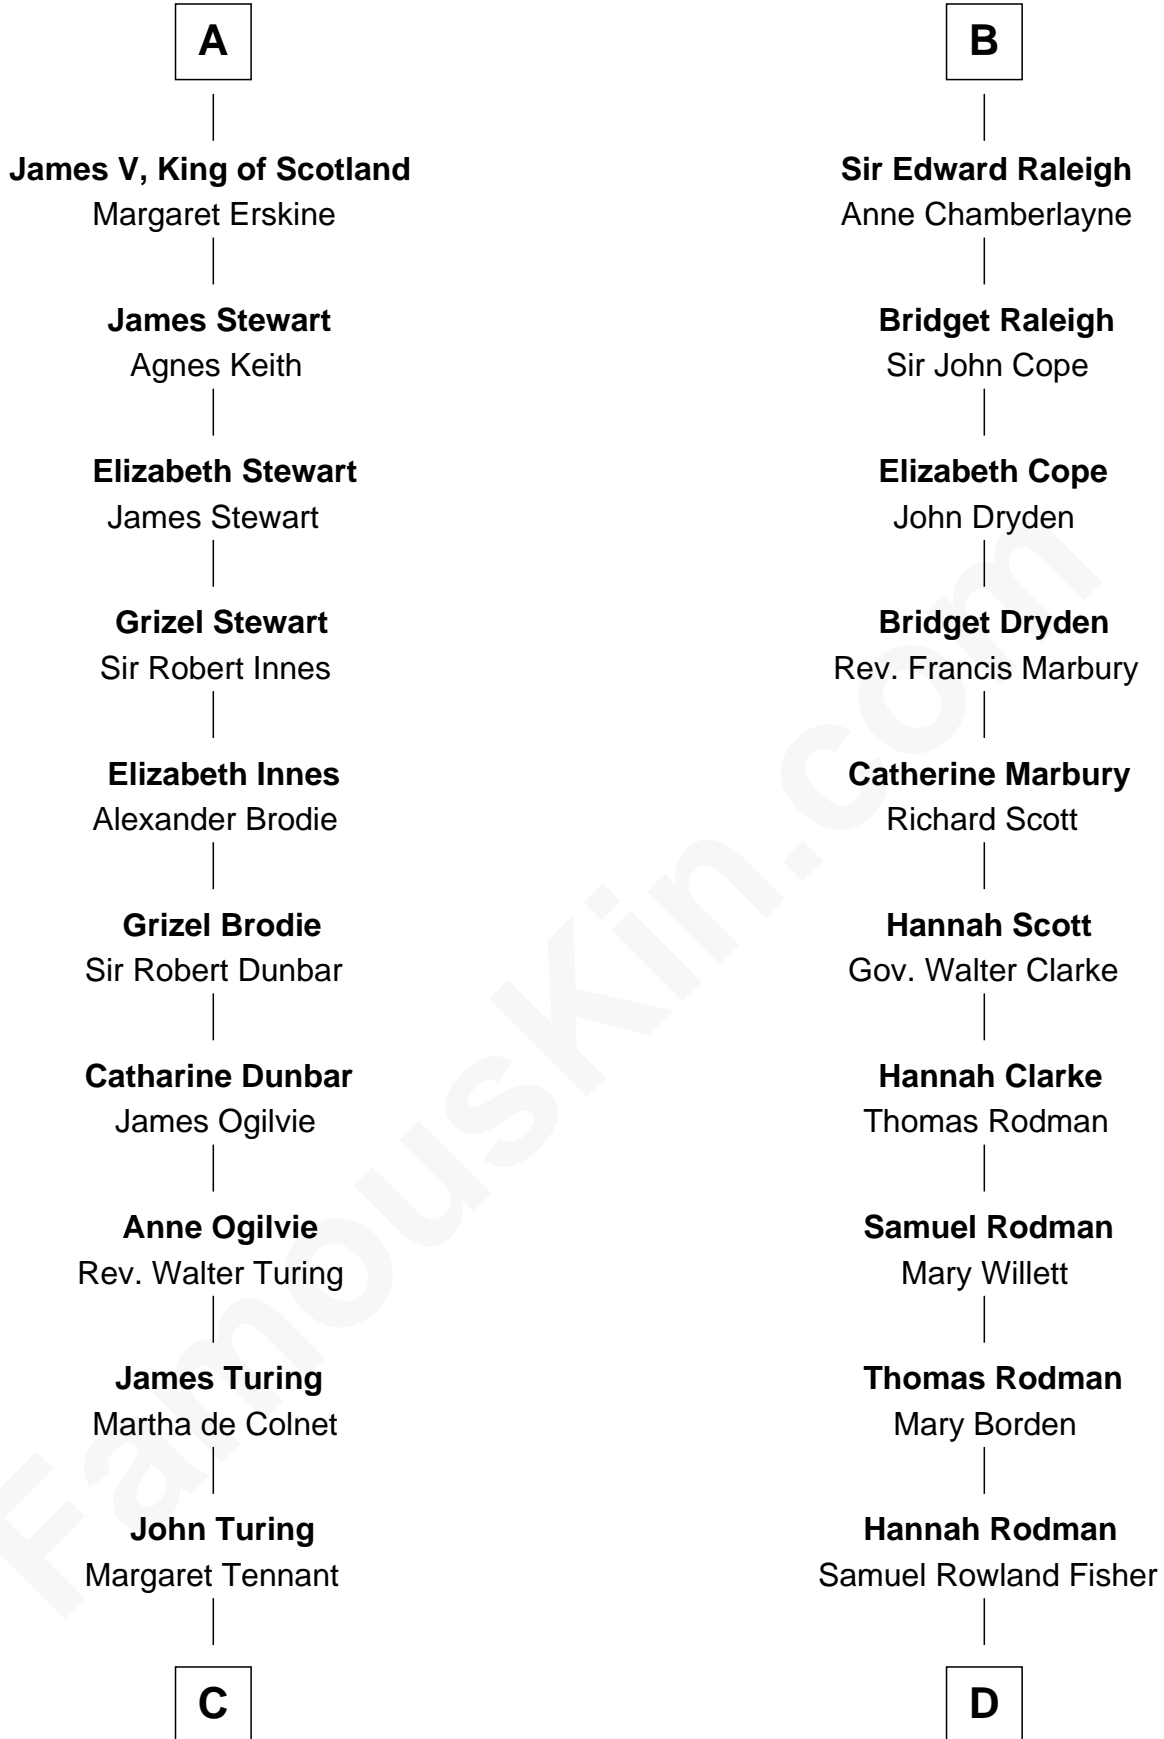 A
James V, King of Scotland
Margaret Erskine
James Stewart
Agnes Keith
Elizabeth Stewart
James Stewart
Grizel Stewart
Sir Robert Innes
Elizabeth Innes
Alexander Brodie
Grizel Brodie
Sir Robert Dunbar
Catharine Dunbar
James Ogilvie
Anne Ogilvie
Rev. Walter Turing
James Turing
Martha de Colnet
John Turing
Margaret Tennant
C
B
Sir Edward Raleigh
Anne Chamberlayne
Bridget Raleigh
Sir John Cope
Elizabeth Cope
John Dryden
Bridget Dryden
Rev. Francis Marbury
Catherine Marbury
Richard Scott
Hannah Scott
Gov. Walter Clarke
Hannah Clarke
Thomas Rodman
Samuel Rodman
Mary Willett
Thomas Rodman
Mary Borden
Hannah Rodman
Samuel Rowland Fisher
D
FamousKin.com